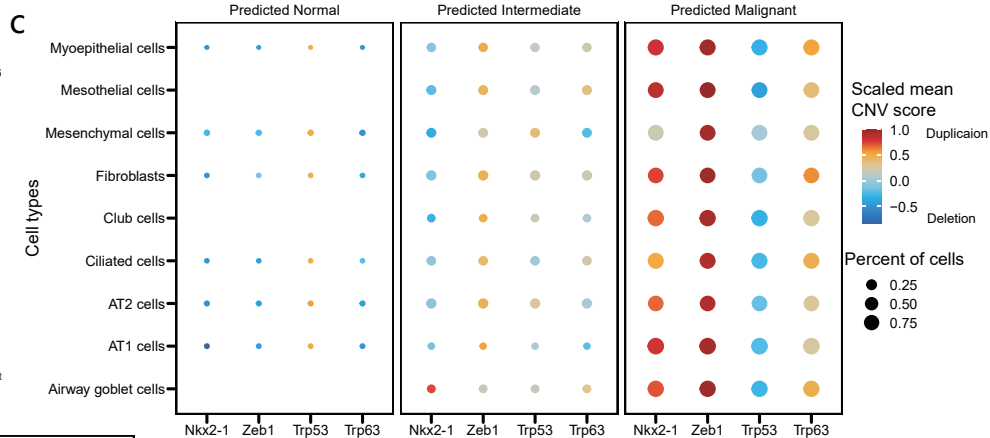 C
Predicted Normal
Predicted Intermediate
Predicted Malignant
Cell types
Myoepithelial cells
Mesothelial cells
Mesenchymal cells
Fibroblasts
Club cells
Ciliated cells
AT2 cells
AT1 cells
Airway goblet cells
Nkx2-1 Zeb1 Trp53 Trp63
Nkx2-1 Zeb1 Trp53 Trp63
Nkx2-1 Zeb1 Trp53 Trp63
Scaled mean
CNV score
1.0 Duplicaion
0.5
0.0
−0.5
Deletion
Percent of cells
0.25
0.50
0.75